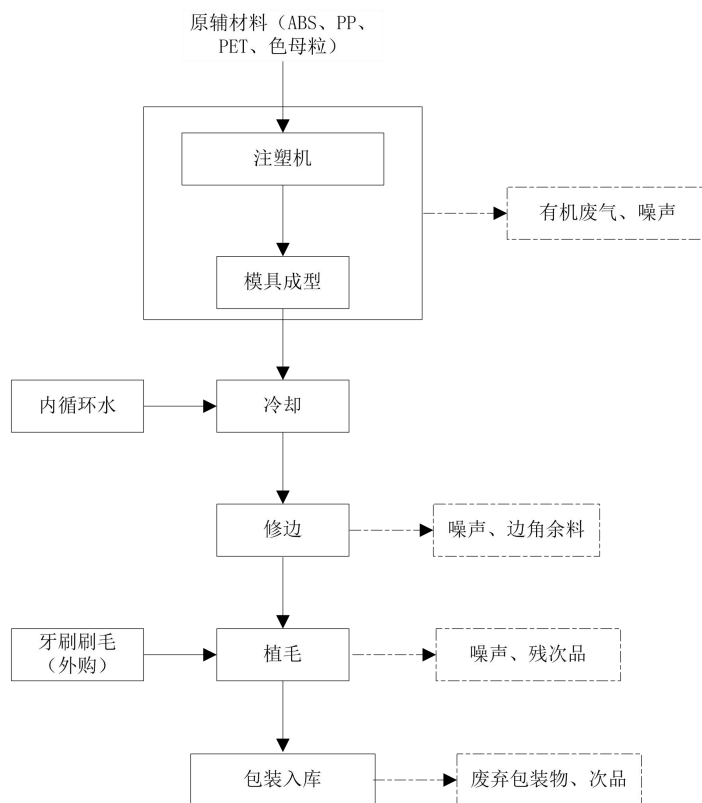 原辅材料（ABS、PP、
PET、色母粒）
注塑机
有机废气、噪声
模具成型
内循环水
冷却
修边
噪声、边角余料
牙刷刷毛
（外购）
植毛
噪声、残次品
包装入库
废弃包装物、次品